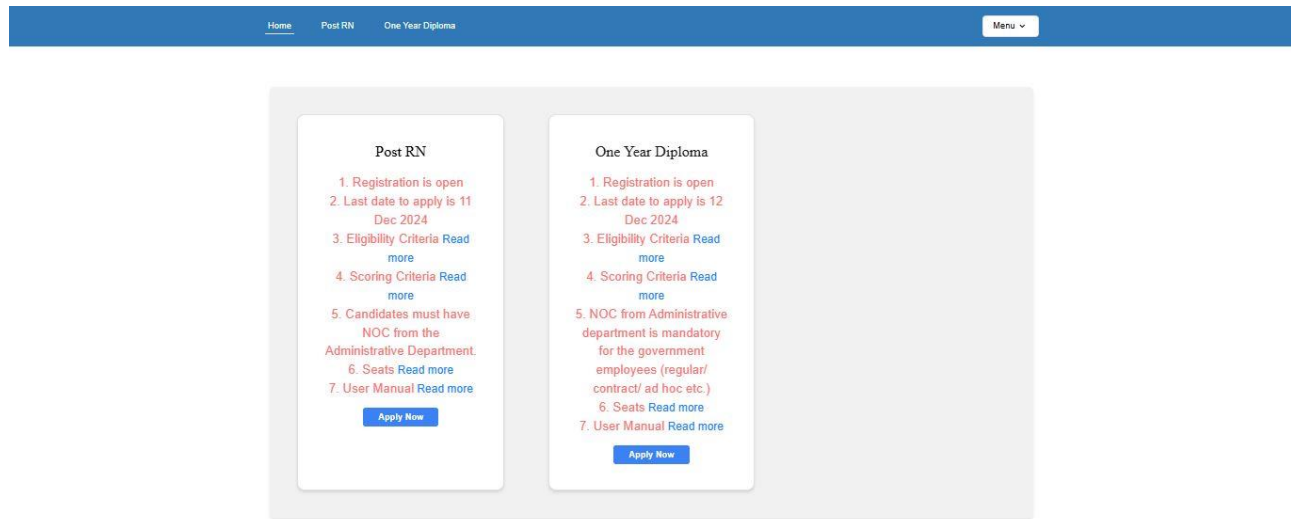 Home Post RN One Year Diploma Menu
Post RN
1. Registration is open
2. Last date to apply is 11
Dec 2024
3. Eligibility Criteria Read
more
4. Scoring Criteria Read
more
5. Candidates must have
NOC from the
Administrative Department.
6. Seats Read more
7. User Manual Read more
Apply Now
One Year Diploma
1. Registration is open
2. Last date to apply is 12
Dec 2024
3. Eligibility Criteria Read
more
4. Scoring Criteria Read
more
5. NOC from Administrative
department is mandatory
for the government
employees (regular/
contract/ ad hoc etc.)
6. Seats Read more
7. User Manual Read more
Apply Now